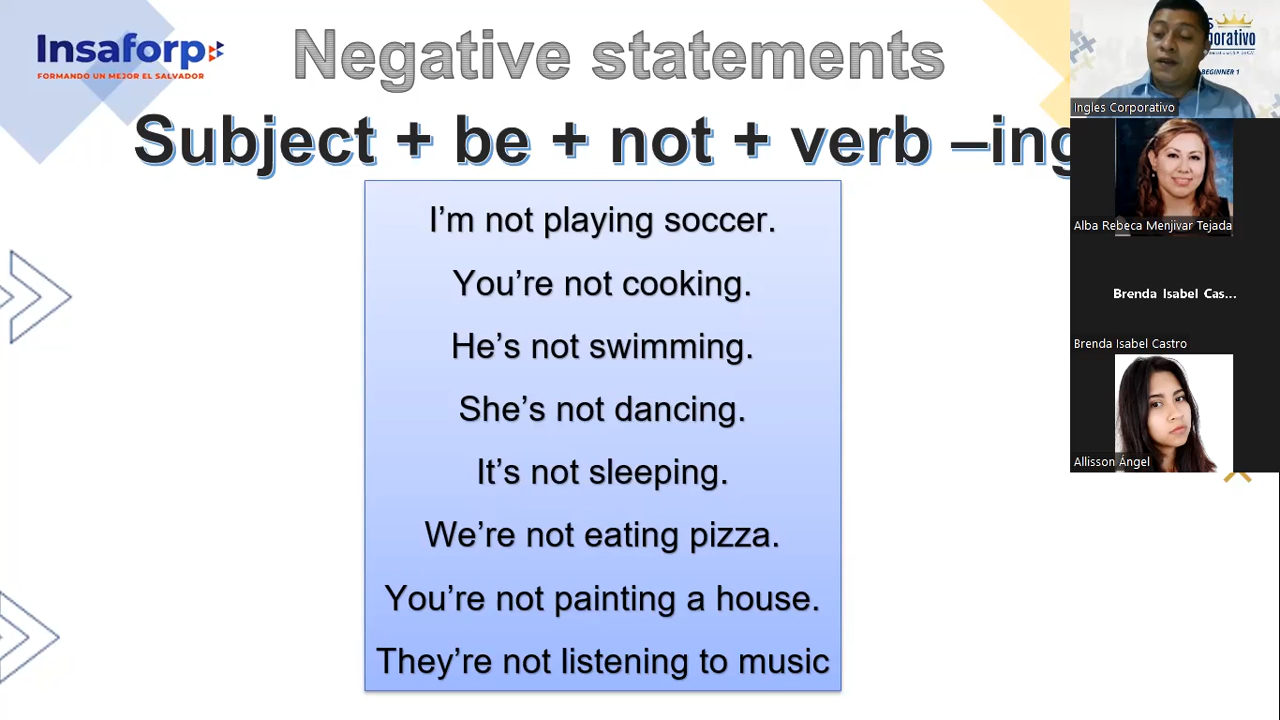 Insaforp
FORMANDO UN MEJOR EL SALVADOR
Negative statements
Subject + be + not + verb –ing
I’m not playing soccer.
You’re not cooking.
He’s not swimming.
She’s not dancing.
It’s not sleeping.
We’re not eating pizza.
You’re not painting a house.
They’re not listening to music
BEGINNER 1
Ingles Corporativo
Alba Rebeca Menjivar Tejada
Brenda Isabel Cas...
Brenda Isabel Castro
Allisson Ángel